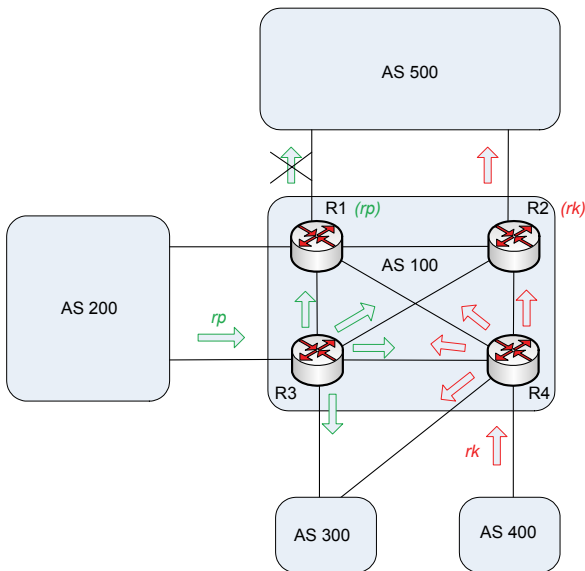 AS 500
R1 (rp)
R2 (rk)
AS 100
AS 200
rp
R3
R4
rk
AS 300
AS 400